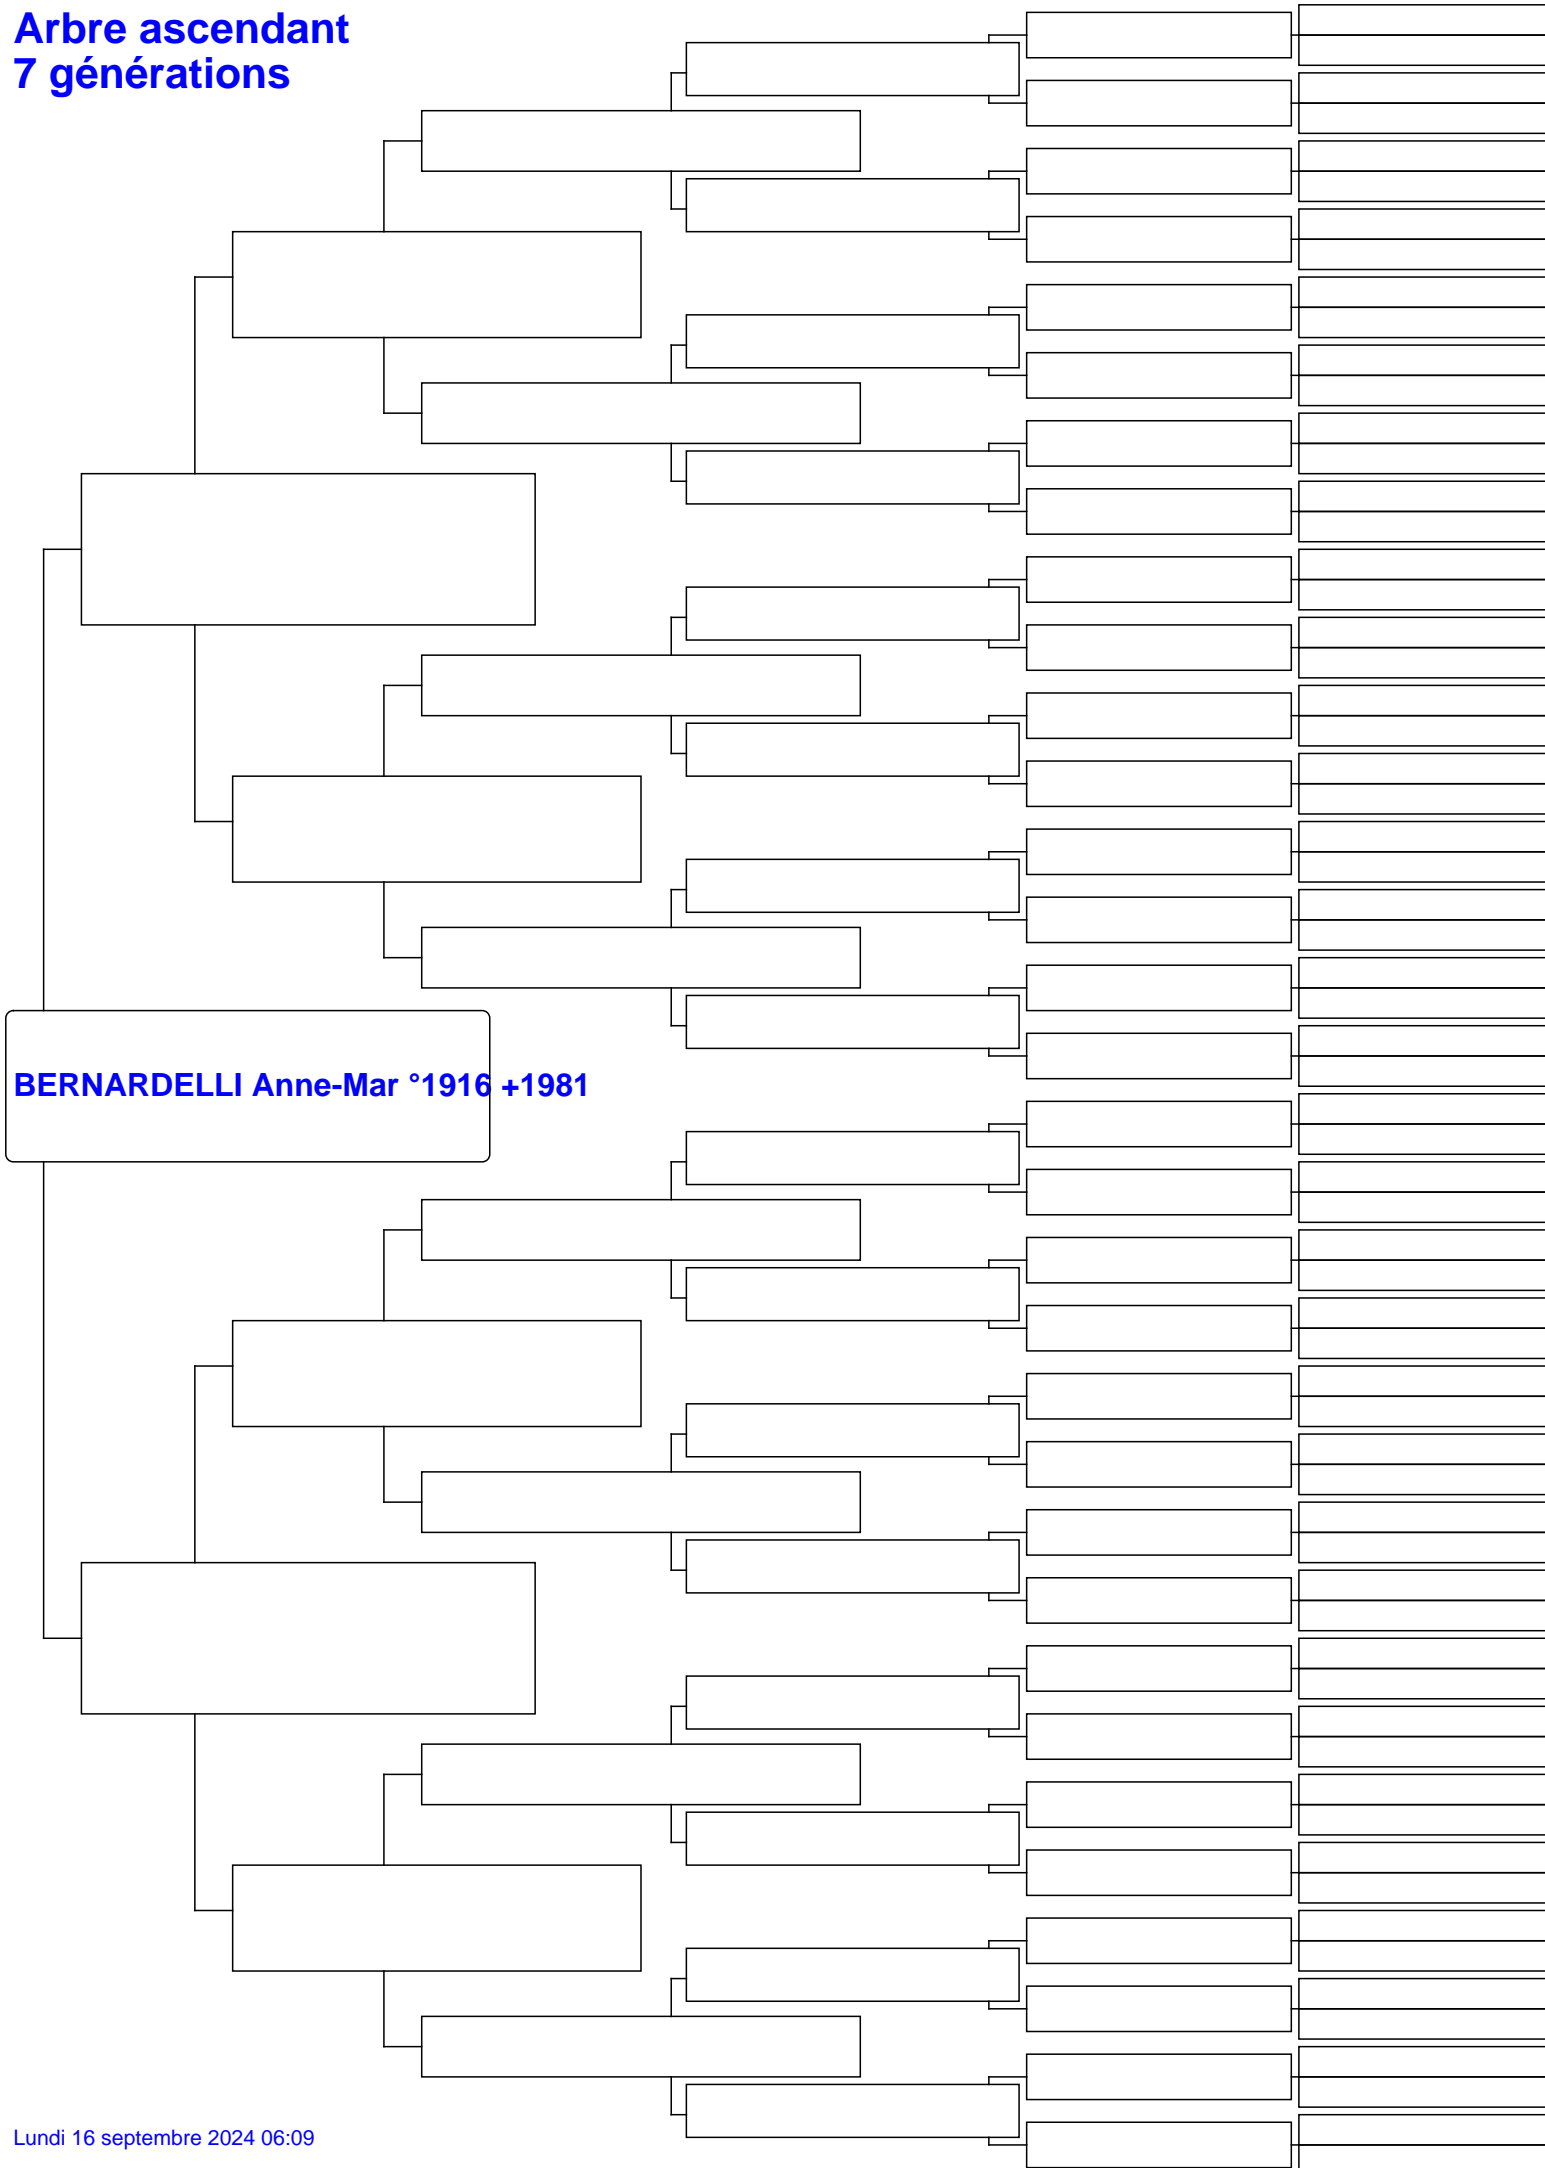 Arbre ascendant
7 générations
BERNARDELLI Anne-Mar °1916 +1981
Lundi 16 septembre 2024 06:09